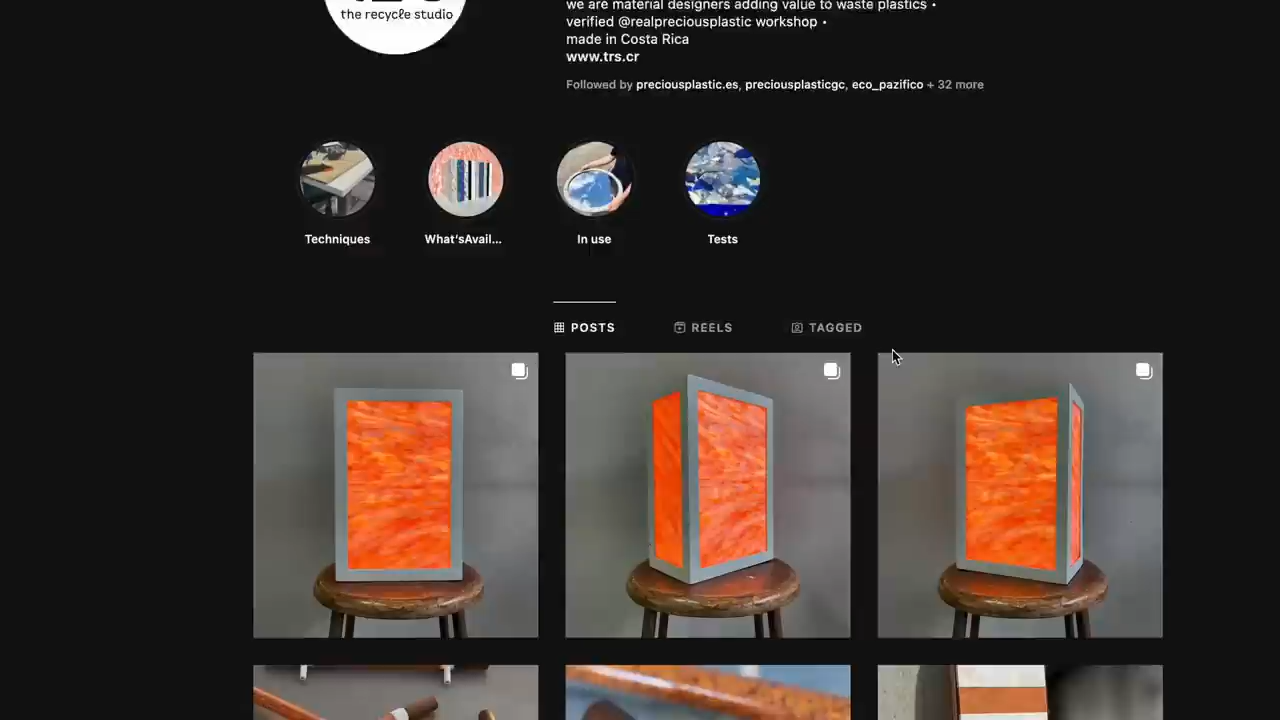 the recycle studio
we are material designers adding value to waste plastics •
verified @realpreciousplastic workshop •
made in Costa Rica
www.trs.cr
Followed by preciousplastic.es, preciousplasticgc, eco_pazifico + 32 more
Techniques
What'sAvail...
In use
Tests
POSTS
REELS
TAGGED